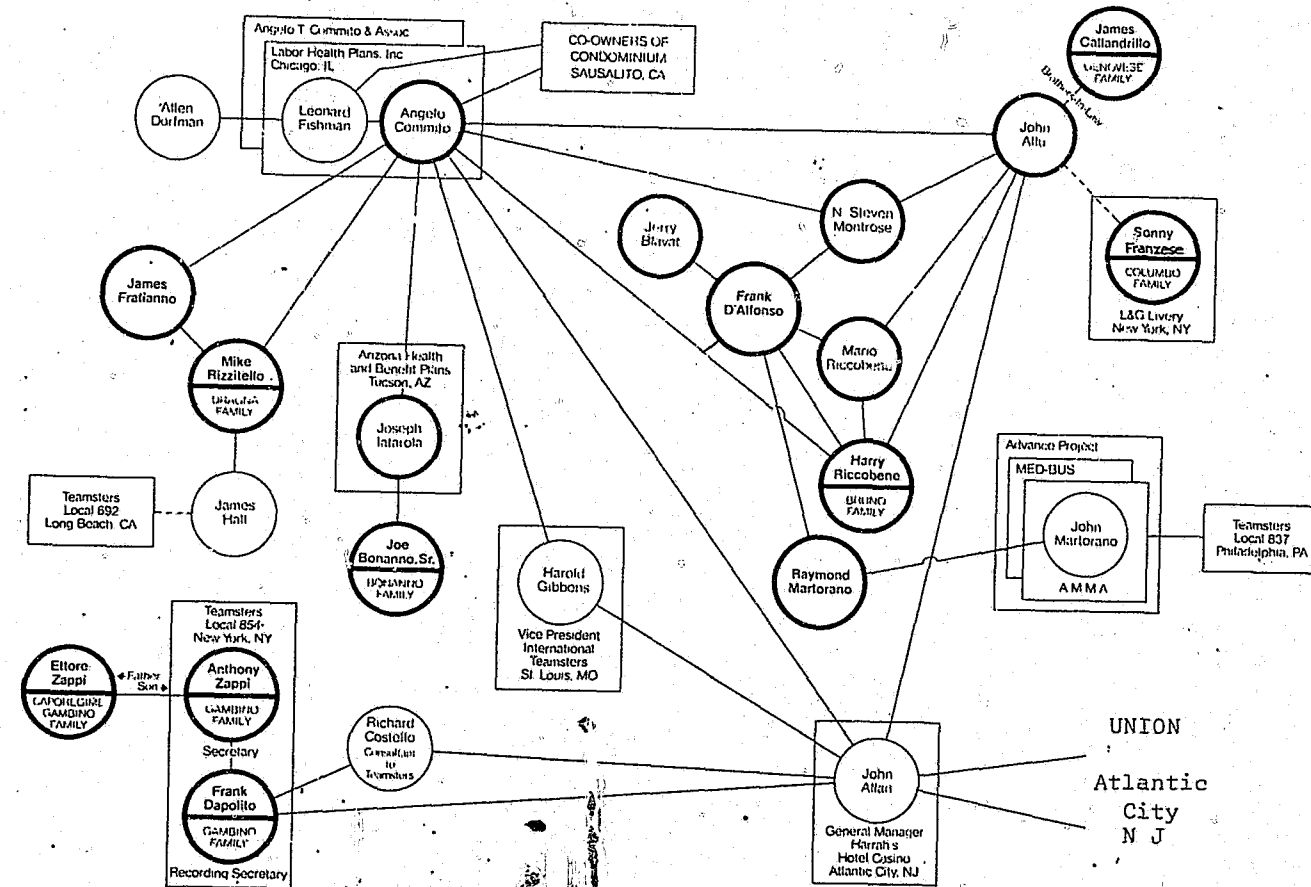 Angelo T. Commito & Assoc
Labor Health Plans, Inc
Chicago, IL
CO-OWNERS OF
CONDOMINIUM
SAUSALITO, CA
James
Callandrillo
GENOVESE
FAMILY
Brothers-in-Law
Allen
Dorfman
Leonard
Fishman
Angelo
Commito
John
Allu
N. Steven
Montrose
Jerry
Blavat
Sonny
Franzese
COLUMBO
FAMILY
L&G Livery
New York, NY
James
Fratianno
Frank
D'Alfonso
Mario
Riccobene
Mike
Rizzitello
DRAGNA
FAMILY
Arizona Health
and Benefit Plans
Tucson, AZ
Joseph
Iatarola
Harry
Riccobene
BRUNO
FAMILY
Advance Project
MED-BUS
John
Martorano
AMMA
Teamsters
Local 837
Philadelphia, PA
Teamsters
Local 692
Long Beach, CA
James
Hall
Joe
Bonanno, Sr.
BONANNO
FAMILY
Harold
Gibbons
Vice President
International
Teamsters
St. Louis, MO
Raymond
Martorano
Teamsters
Local 854
New York, NY
Ettore
Zappi
CAPOREGIME
GAMBINO
FAMILY
Father
Son
Anthony
Zappi
GAMBINO
FAMILY
Secretary
Richard
Costello
Consultant
to
Teamsters
Frank
Dapolito
GAMBINO
FAMILY
Recording Secretary
John
Allan
General Manager
Harrah's
Hotel Casino
Atlantic City, NJ
UNION
Atlantic
City
N J